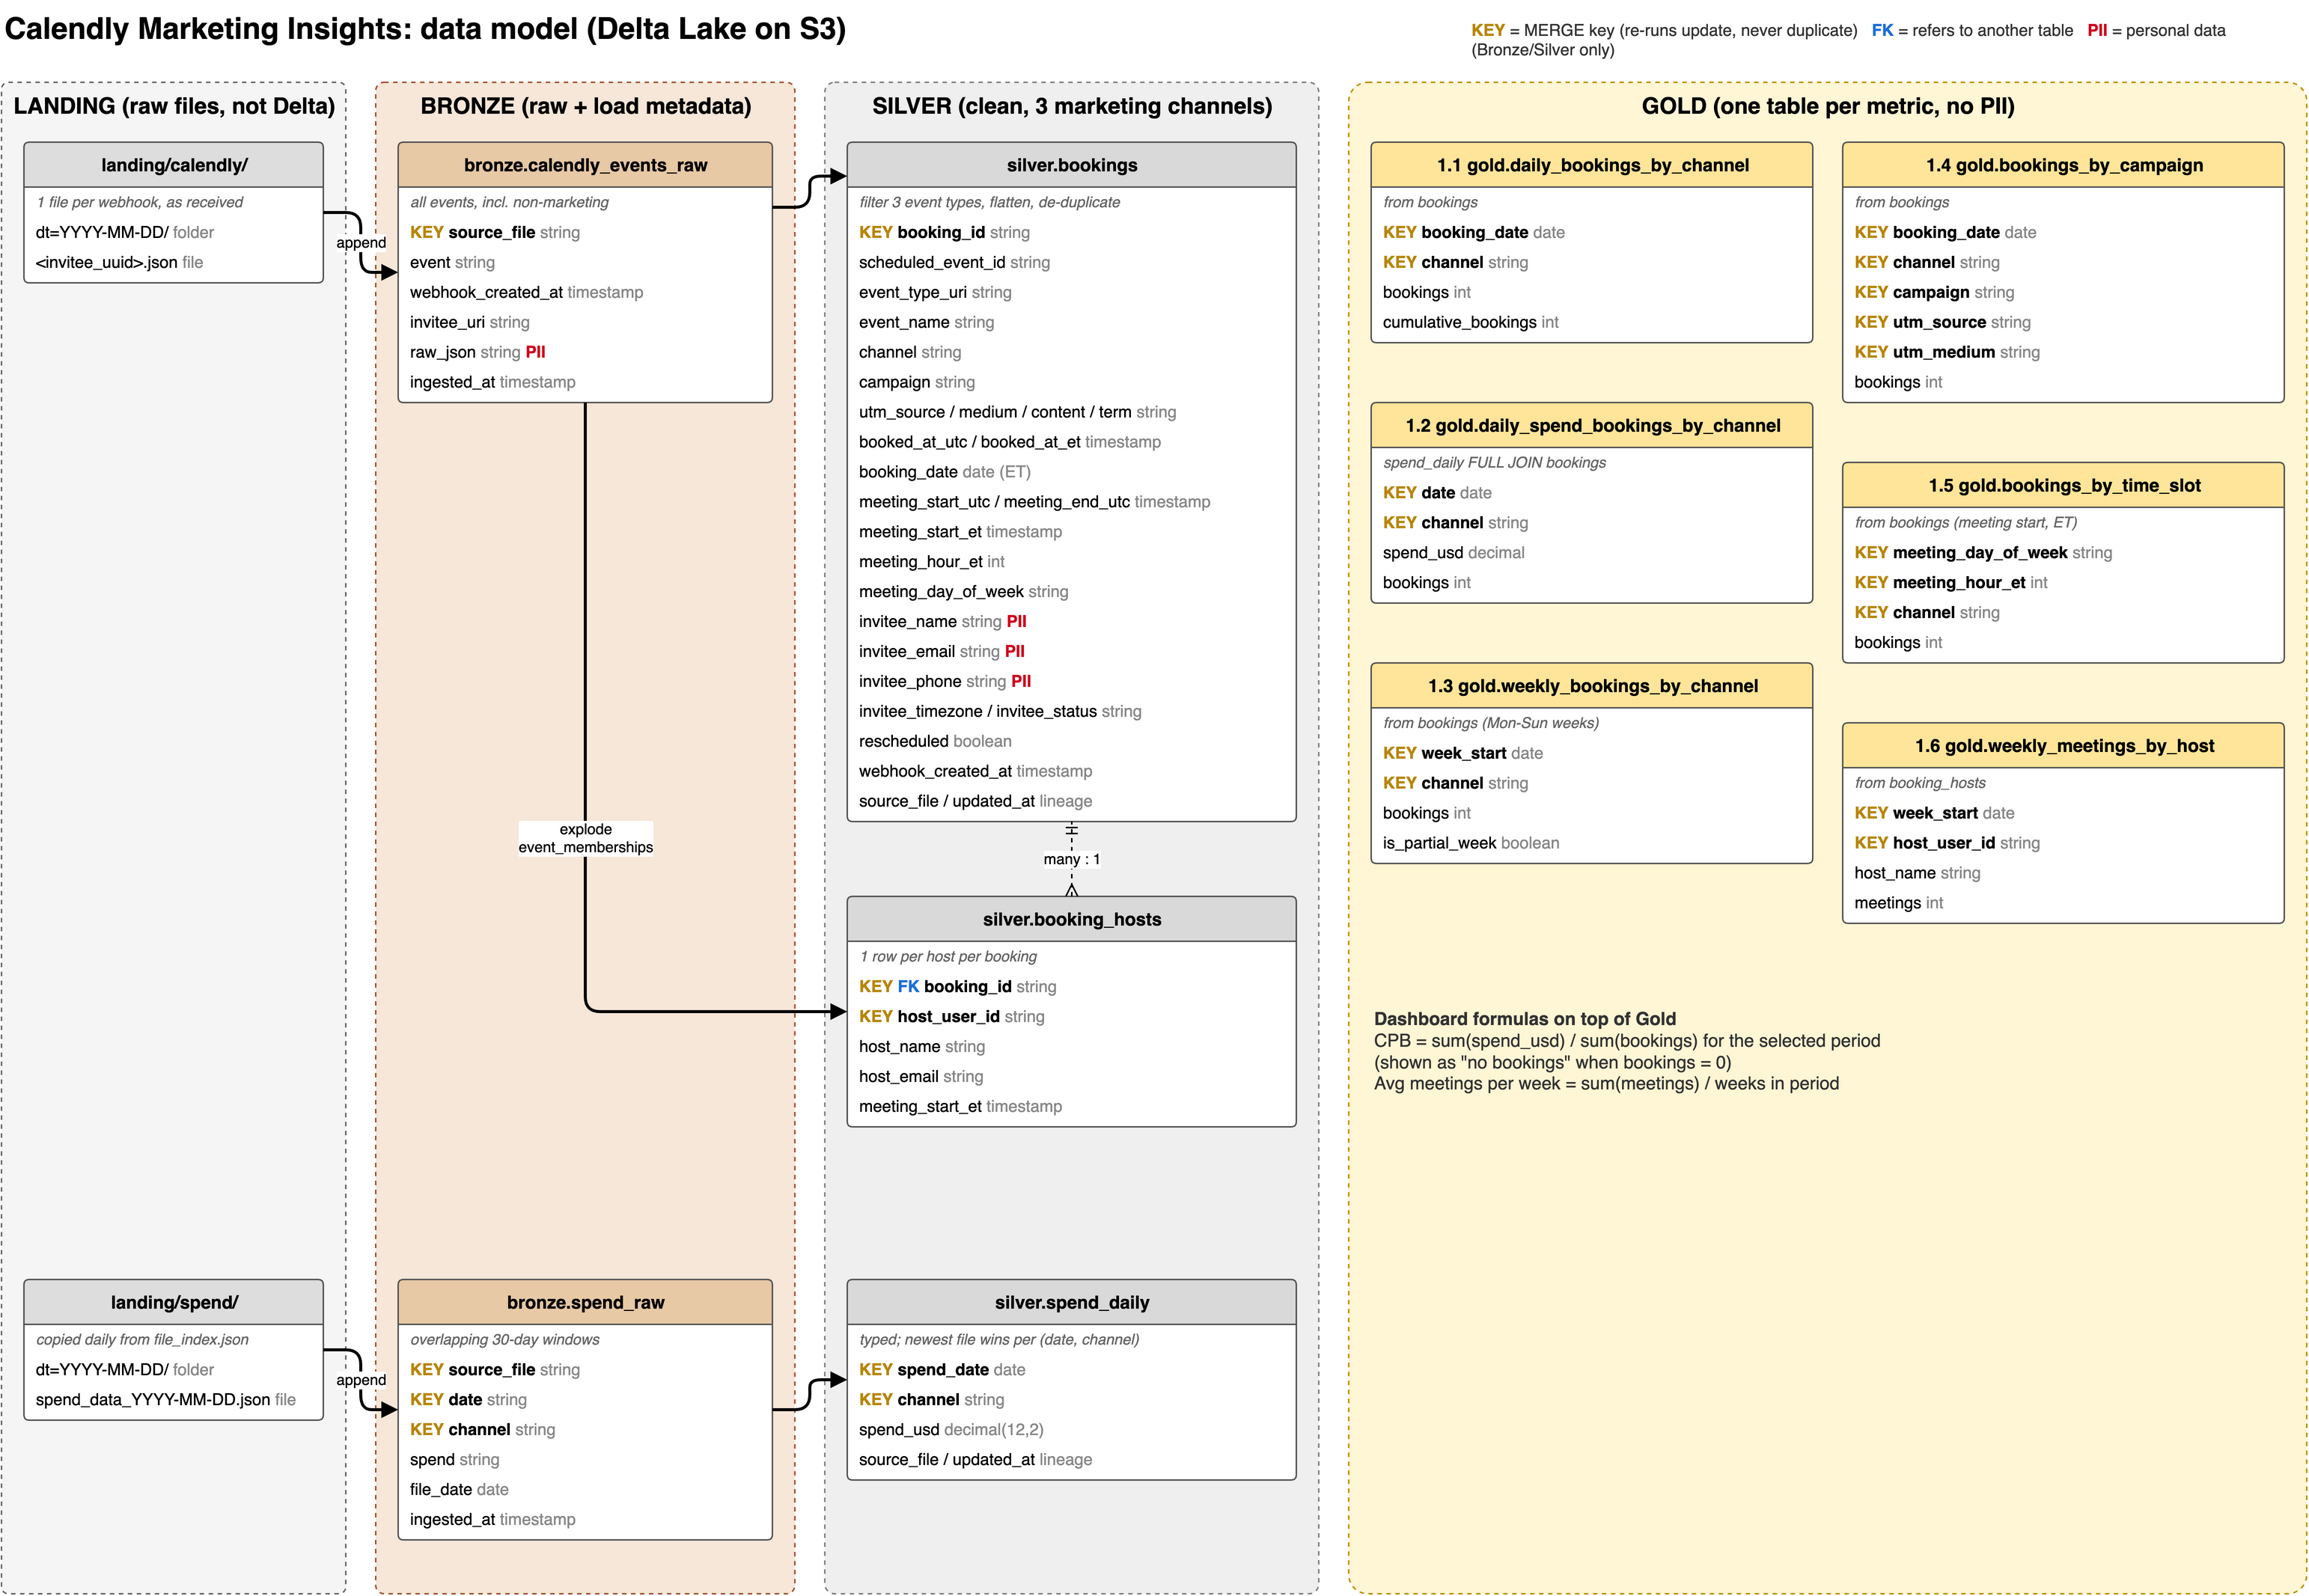 Calendly Marketing Insights: data model (Delta Lake on S3)
KEY = MERGE key (re-runs update, never duplicate) FK = refers to another table PII = personal data
(Bronze/Silver only)
LANDING (raw files, not Delta)
landing/calendly/
1 file per webhook, as received
dt=YYYY-MM-DD/ folder
<invitee_uuid>.json file
append
landing/spend/
copied daily from file_index.json
dt=YYYY-MM-DD/ folder
spend_data_YYYY-MM-DD.json file
append
BRONZE (raw + load metadata)
bronze.calendly_events_raw
all events, incl. non-marketing
KEY source_file string
event string
webhook_created_at timestamp
invitee_uri string
raw_json string PII
ingested_at timestamp
explode
event_memberships
bronze.spend_raw
overlapping 30-day windows
KEY source_file string
KEY date string
KEY channel string
spend string
file_date date
ingested_at timestamp
SILVER (clean, 3 marketing channels)
silver.bookings
filter 3 event types, flatten, de-duplicate
KEY booking_id string
scheduled_event_id string
event_type_uri string
event_name string
channel string
campaign string
utm_source / medium / content / term string
booked_at_utc / booked_at_et timestamp
booking_date date (ET)
meeting_start_utc / meeting_end_utc timestamp
meeting_start_et timestamp
meeting_hour_et int
meeting_day_of_week string
invitee_name string PII
invitee_email string PII
invitee_phone string PII
invitee_timezone / invitee_status string
rescheduled boolean
webhook_created_at timestamp
source_file / updated_at lineage
many : 1
silver.booking_hosts
1 row per host per booking
KEY FK booking_id string
KEY host_user_id string
host_name string
host_email string
meeting_start_et timestamp
silver.spend_daily
typed; newest file wins per (date, channel)
KEY spend_date date
KEY channel string
spend_usd decimal(12,2)
source_file / updated_at lineage
GOLD (one table per metric, no PII)
1.1 gold.daily_bookings_by_channel
from bookings
KEY booking_date date
KEY channel string
bookings int
cumulative_bookings int
1.2 gold.daily_spend_bookings_by_channel
spend_daily FULL JOIN bookings
KEY date date
KEY channel string
spend_usd decimal
bookings int
1.3 gold.weekly_bookings_by_channel
from bookings (Mon-Sun weeks)
KEY week_start date
KEY channel string
bookings int
is_partial_week boolean
1.4 gold.bookings_by_campaign
from bookings
KEY booking_date date
KEY channel string
KEY campaign string
KEY utm_source string
KEY utm_medium string
bookings int
1.5 gold.bookings_by_time_slot
from bookings (meeting start, ET)
KEY meeting_day_of_week string
KEY meeting_hour_et int
KEY channel string
bookings int
1.6 gold.weekly_meetings_by_host
from booking_hosts
KEY week_start date
KEY host_user_id string
host_name string
meetings int
Dashboard formulas on top of Gold
CPB = sum(spend_usd) / sum(bookings) for the selected period
(shown as "no bookings" when bookings = 0)
Avg meetings per week = sum(meetings) / weeks in period